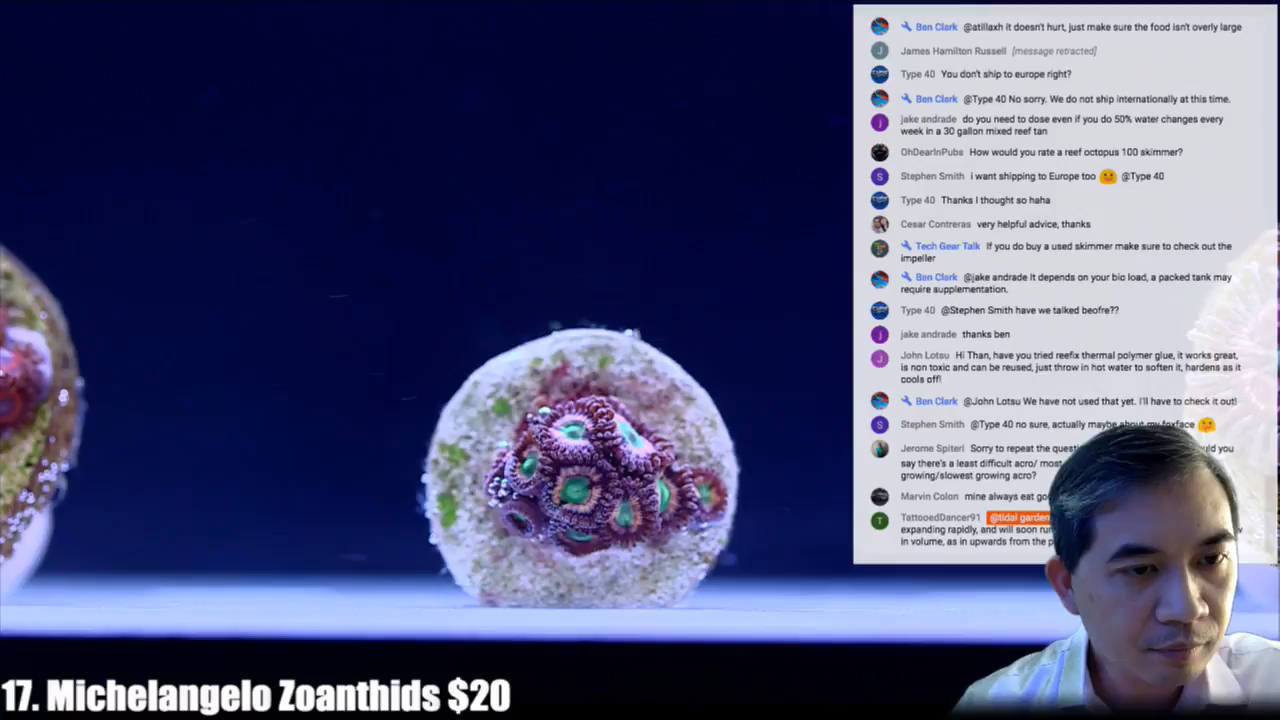 Ben Clark @atillaxh it doesn't hurt, just make sure the food isn't overly large
James Hamilton Russell [message retracted]
Type 40 You don't ship to europe right?
Ben Clark @Type 40 No sorry. We do not ship internationally at this time.
jake andrade do you need to dose even if you do 50% water changes every
week in a 30 gallon mixed reef tan
OhDearInPubs How would you rate a reef octopus 100 skimmer?
Stephen Smith i want shipping to Europe too @Type 40
Type 40 Thanks I thought so haha
Cesar Contreras very helpful advice, thanks
Tech Gear Talk If you do buy a used skimmer make sure to check out the
impeller
Ben Clark @jake andrade It depends on your bio load, a packed tank may
require supplementation.
Type 40 @Stephen Smith have we talked beofre??
jake andrade thanks ben
John Lotsu Hi Than, have you tried reefix thermal polymer glue, it works great,
is non toxic and can be reused, just throw in hot water to soften it, hardens as it
cools off!
Ben Clark @John Lotsu We have not used that yet. I'll have to check it out!
Stephen Smith @Type 40 no sure, actually maybe about my foxface
Jerome Spiteri Sorry to repeat the would you
say there's a least difficult acro/
growing/slowest growing acro?
Marvin Colon mine always eat
TattooedDancer91 @tidal
expanding rapidly, and will soon
in volume, as in upwards from the
17. Michelangelo Zoanthids $20